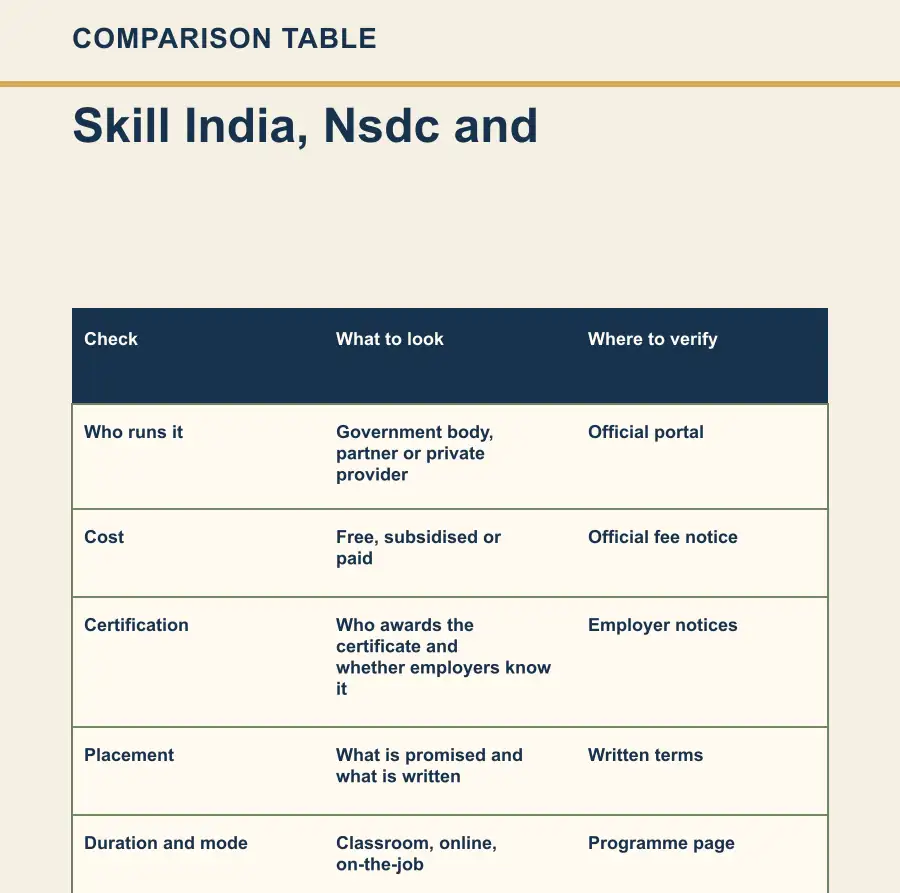 COMPARISON TABLE
Skill India, Nsdc and
Check
What to look
Where to verify
Who runs it
Government body,
partner or private
provider
Official portal
Cost
Free, subsidised or
paid
Official fee notice
Certification
Who awards the
certificate and
whether employers know
it
Employer notices
Placement
What is promised and
what is written
Written terms
Duration and mode
Classroom, online,
on-the-job
Programme page